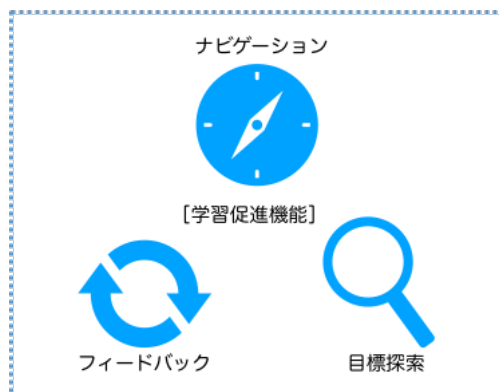 ナビゲーション
[学習促進機能]
フィードバック
目標探索